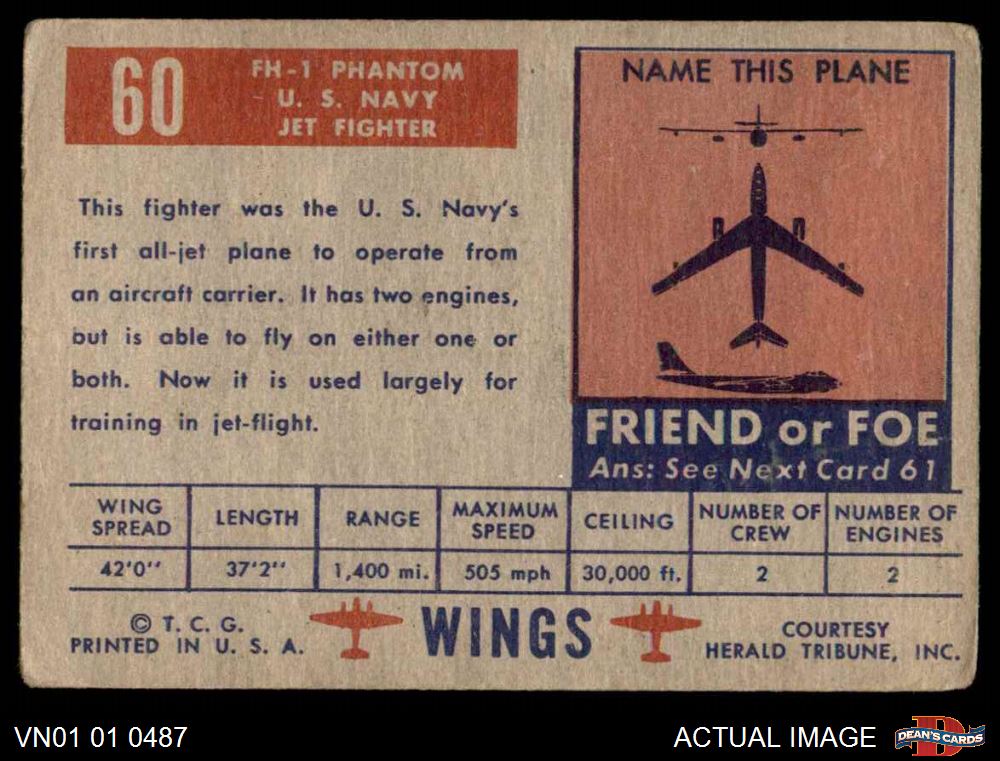 60
FH-1 PHANTOM
U. S. NAVY
JET FIGHTER
This fighter was the U. S. Navy's
first all-jet plane to operate from
an aircraft carrier. It has two engines,
but is able to fly on either one or
both. Now it is used largely for
training in jet-flight.
NAME THIS PLANE
FRIEND or FOE
Ans: See Next Card 61
WING SPREAD LENGTH RANGE MAXIMUM SPEED CEILING NUMBER OF CREW NUMBER OF ENGINES
42'0'' 37'2'' 1,400 mi. 505 mph 30,000 ft. 2 2
© T. C. G.
PRINTED IN U. S. A.
WINGS
COURTESY
HERALD TRIBUNE, INC.
VN01 01 0487
ACTUAL IMAGE
D
DEAN'S CARDS